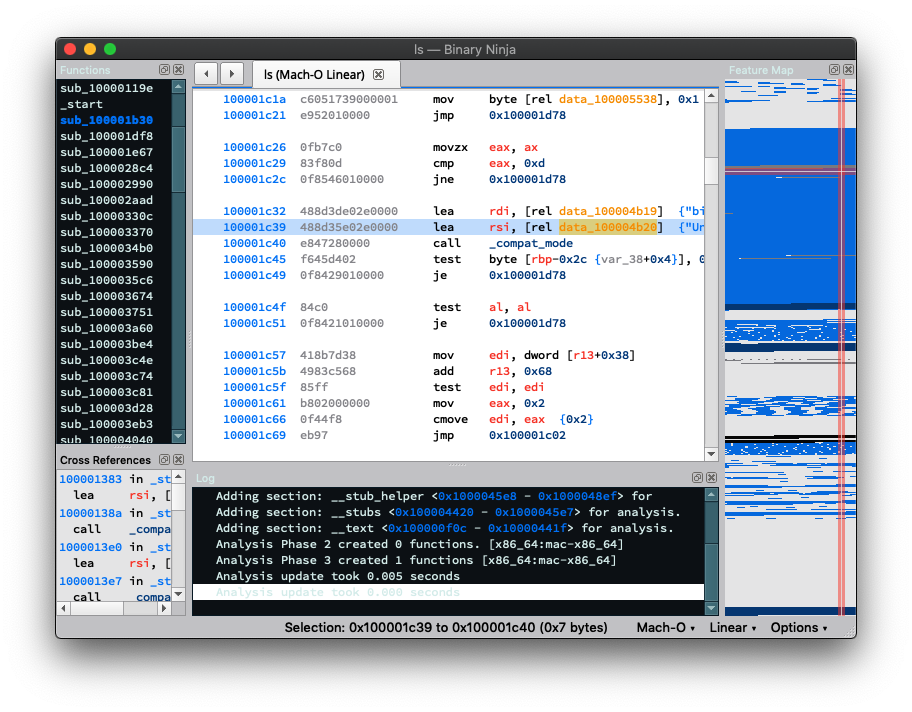 ls — Binary Ninja
Functions
sub_10000119e
_start
sub_100001b30
sub_100001df8
sub_100001e67
sub_1000028c4
sub_100002990
sub_100002aad
sub_10000330c
sub_100003370
sub_1000034b0
sub_100003590
sub_1000035c6
sub_100003674
sub_100003751
sub_100003a60
sub_100003be4
sub_100003c4e
sub_100003c74
sub_100003c81
sub_100003d28
sub_100003eb3
sub_100004040
Cross References
100001383 in _st
lea rsi, [
10000138a in _st
call _compa
1000013e0 in _st
lea rsi, [
1000013e7 in _st
call _compa
ls (Mach-O Linear)
100001c1a c6051739000001 mov byte [rel data_100005538], 0x1
100001c21 e952010000 jmp 0x100001d78
100001c26 0fb7c0 movzx eax, ax
100001c29 83f80d cmp eax, 0xd
100001c2c 0f8546010000 jne 0x100001d78
100001c32 488d3de02e0000 lea rdi, [rel data_100004b19] {"bi
100001c39 488d35e02e0000 lea rsi, [rel data_100004b20] {"Un
100001c40 e847280000 call _compat_mode
100001c45 f645d402 test byte [rbp-0x2c {var_38+0x4}], 0
100001c49 0f8429010000 je 0x100001d78
100001c4f 84c0 test al, al
100001c51 0f8421010000 je 0x100001d78
100001c57 418b7d38 mov edi, dword [r13+0x38]
100001c5b 4983c568 add r13, 0x68
100001c5f 85ff test edi, edi
100001c61 b802000000 mov eax, 0x2
100001c66 0f44f8 cmove edi, eax {0x2}
100001c69 eb97 jmp 0x100001c02
Log
Adding section: __stub_helper <0x1000045e8 - 0x1000048ef> for
Adding section: __stubs <0x100004420 - 0x1000045e7> for analysis.
Adding section: __text <0x100000f0c - 0x10000441f> for analysis.
Analysis Phase 2 created 0 functions. [x86_64:mac-x86_64]
Analysis Phase 3 created 1 functions [x86_64:mac-x86_64]
Analysis update took 0.005 seconds
Analysis update took 0.000 seconds
Feature Map
Selection: 0x100001c39 to 0x100001c40 (0x7 bytes) Mach-O Linear Options